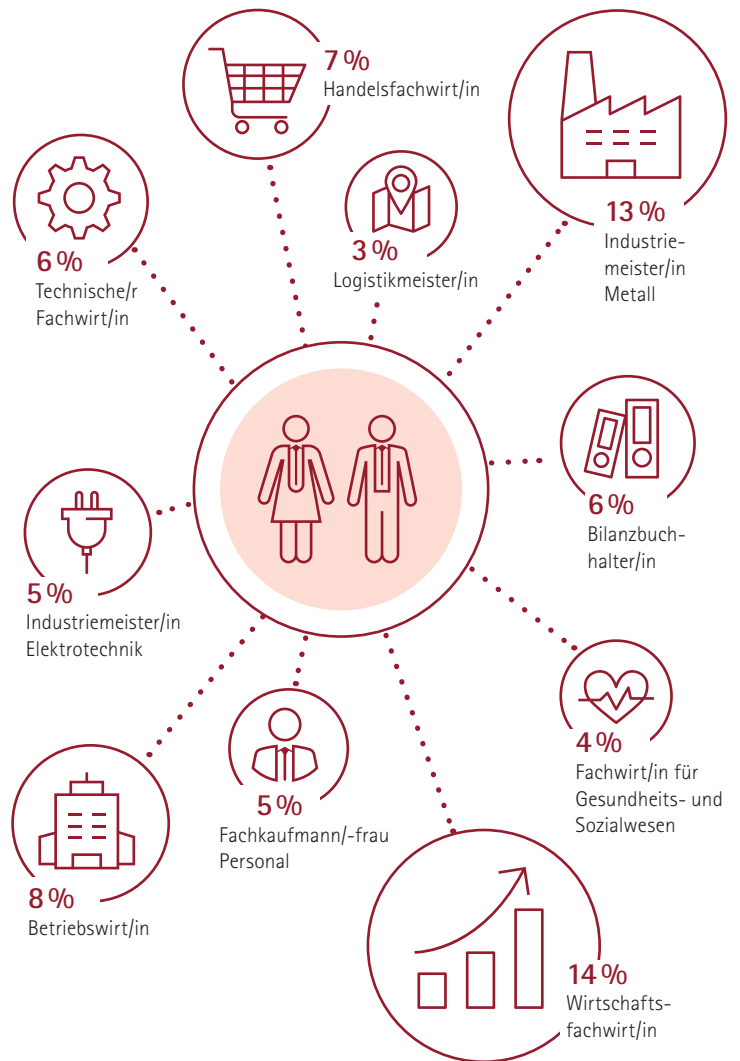 7 %
Handelsfachwirt/in
13 %
Industrie-
meister/in
Metall
3 %
Logistikmeister/in
6 %
Technische/r
Fachwirt/in
6 %
Bilanzbuch-
halter/in
5 %
Industriemeister/in
Elektrotechnik
4 %
Fachwirt/in für
Gesundheits- und
Sozialwesen
5 %
Fachkaufmann/-frau
Personal
8 %
Betriebswirt/in
14 %
Wirtschafts-
fachwirt/in